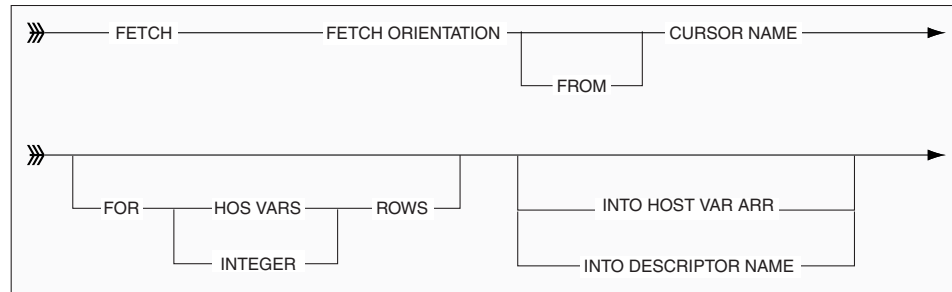 FETCH FETCH ORIENTATION CURSOR NAME
FROM
FOR HOS VARS ROWS
INTO HOST VAR ARR
INTEGER
INTO DESCRIPTOR NAME